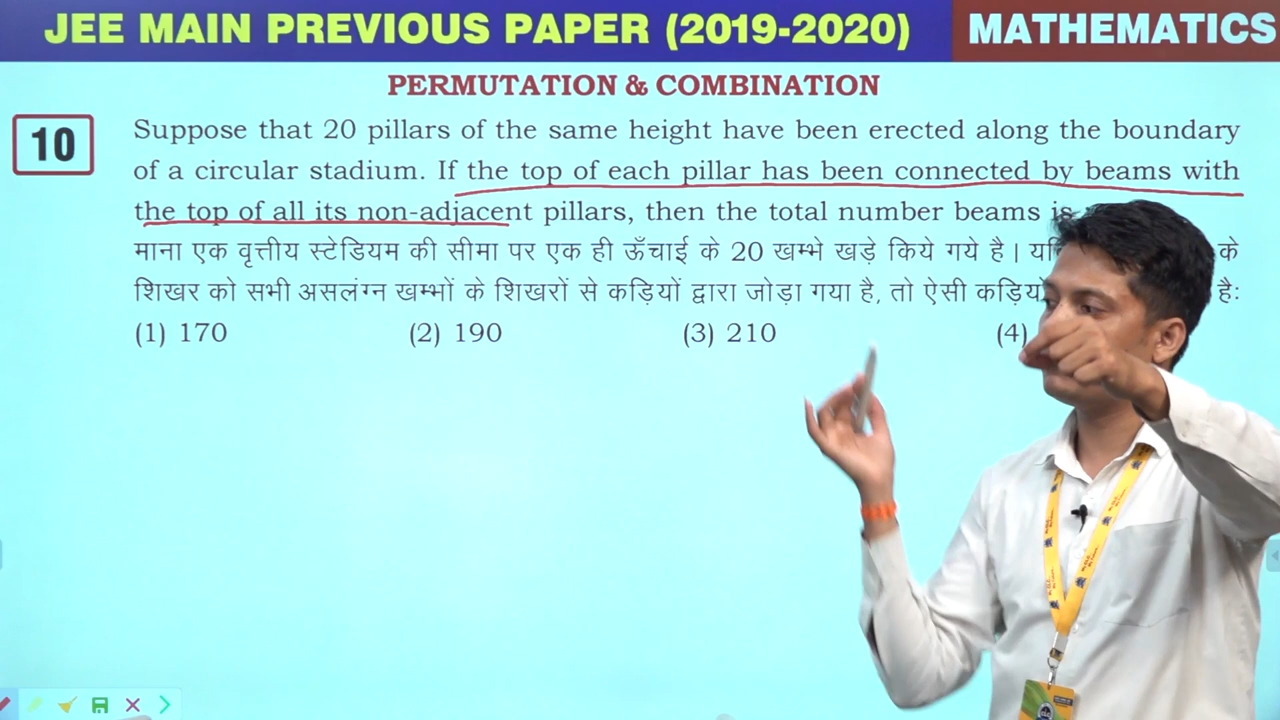 JEE MAIN PREVIOUS PAPER (2019-2020)
MATHEMATICS
PERMUTATION & COMBINATION
10
Suppose that 20 pillars of the same height have been erected along the boundary
of a circular stadium. If the top of each pillar has been connected by beams with
the top of all its non-adjacent pillars, then the total number beams is
माना एक वृत्तीय स्टेडियम की सीमा पर एक ही ऊँचाई के 20 खम्भे खड़े किये गये है। के
शिखर को सभी असलंग्न खम्भों के शिखरों से कड़ियों द्वारा जोड़ा गया है, तो ऐसी है:
(1) 170 (2) 190 (3) 210 (4)